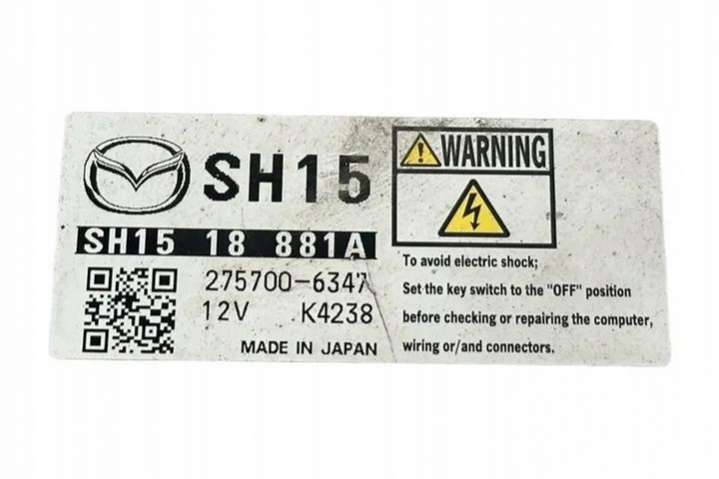 SH15
SH15 18 881A
275700-6347
12V K4238
MADE IN JAPAN
WARNING
To avoid electric shock;
Set the key switch to the "OFF" position
before checking or repairing the computer,
wiring or/and connectors.